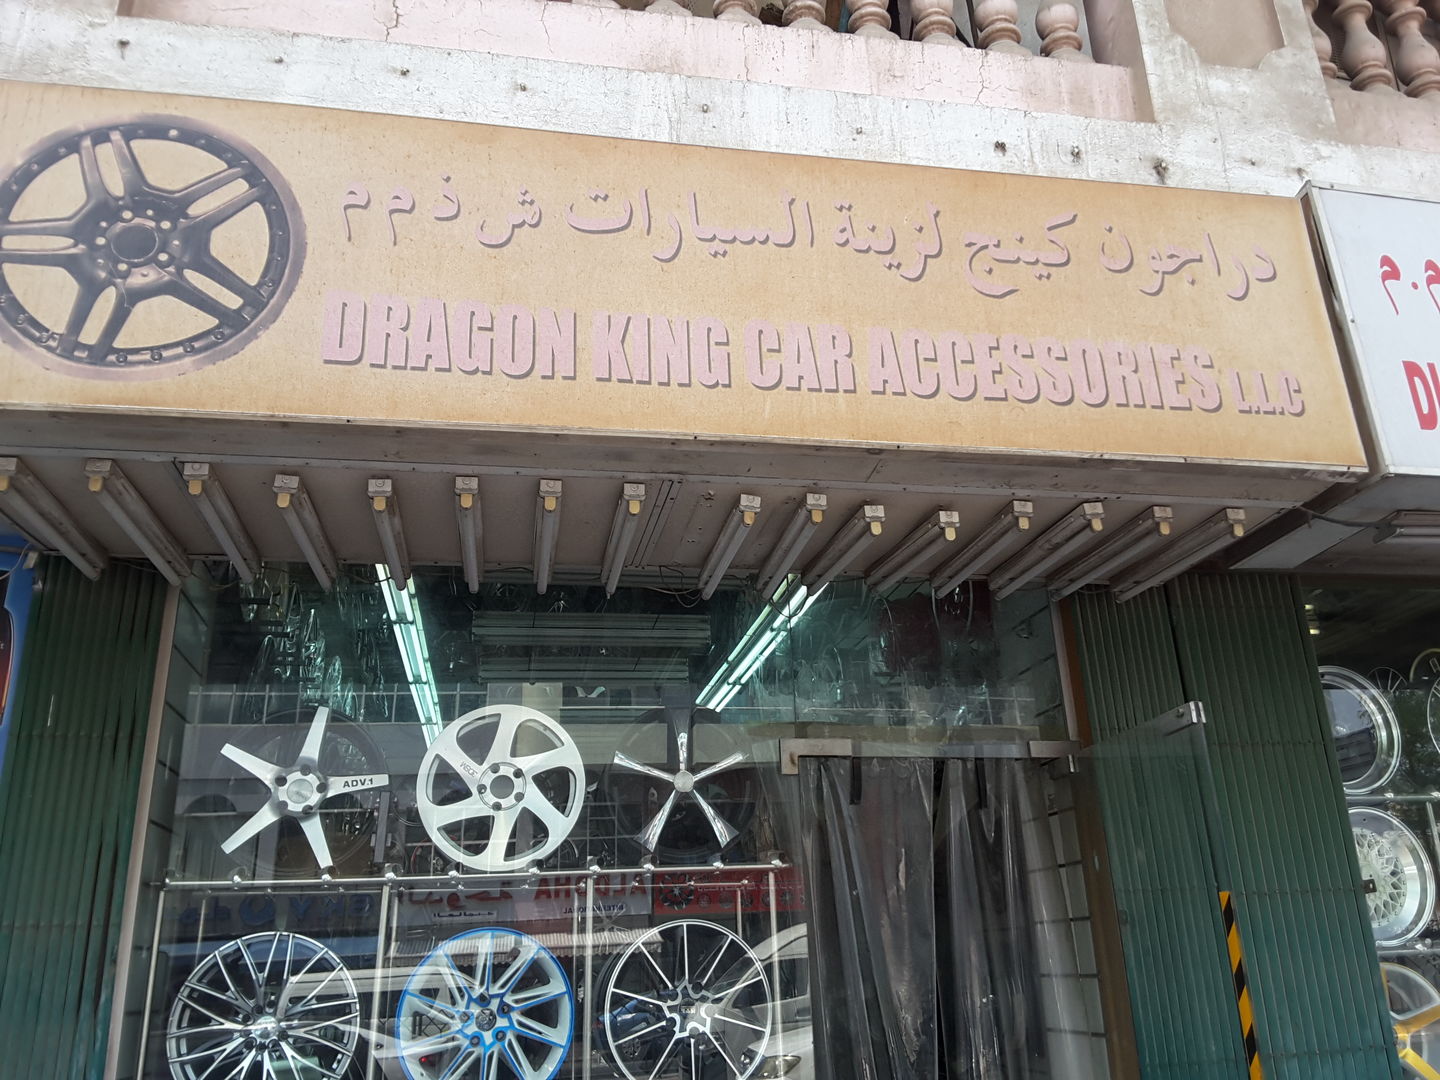 دراجون كينج لزينة السيارات ش ذ م م
DRAGON KING CAR ACCESSORIES L.L.C
م.م
ADV.1